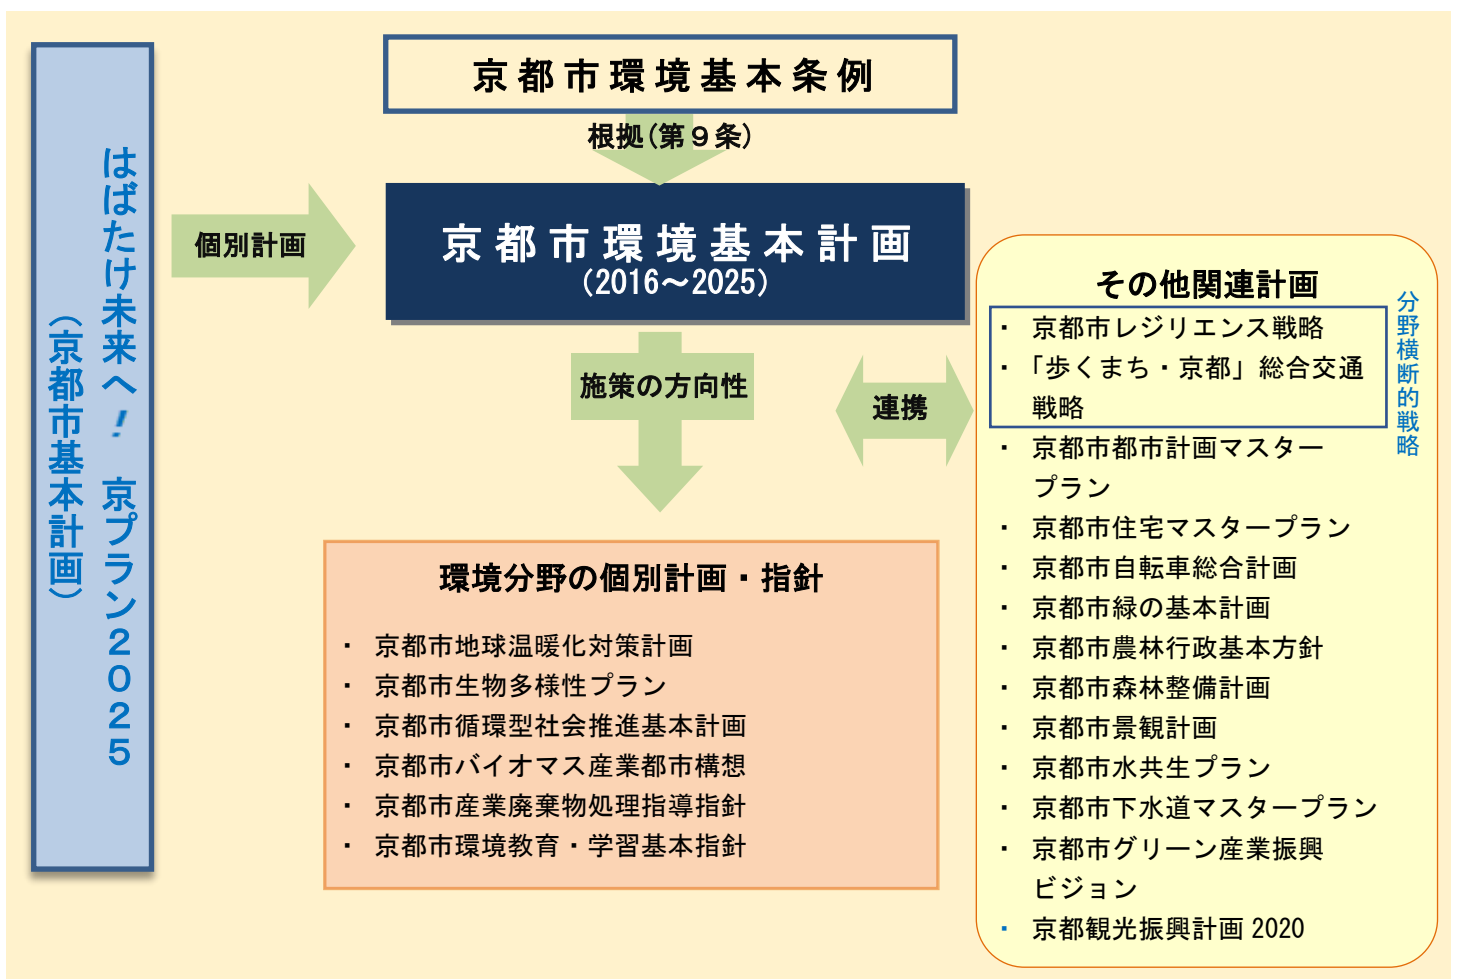 はばたけ未来へ！ 京プラン2025
（京都市基本計画）
京都市環境基本条例
根拠(第９条)
個別計画
京都市環境基本計画
(2016～2025)
施策の方向性
連携
環境分野の個別計画・指針
・ 京都市地球温暖化対策計画
・ 京都市生物多様性プラン
・ 京都市循環型社会推進基本計画
・ 京都市バイオマス産業都市構想
・ 京都市産業廃棄物処理指導指針
・ 京都市環境教育・学習基本指針
その他関連計画
分野横断的戦略
・ 京都市レジリエンス戦略
・ 「歩くまち・京都」総合交通
戦略
・ 京都市都市計画マスター
プラン
・ 京都市住宅マスタープラン
・ 京都市自転車総合計画
・ 京都市緑の基本計画
・ 京都市農林行政基本方針
・ 京都市森林整備計画
・ 京都市景観計画
・ 京都市水共生プラン
・ 京都市下水道マスタープラン
・ 京都市グリーン産業振興
ビジョン
・ 京都観光振興計画 2020